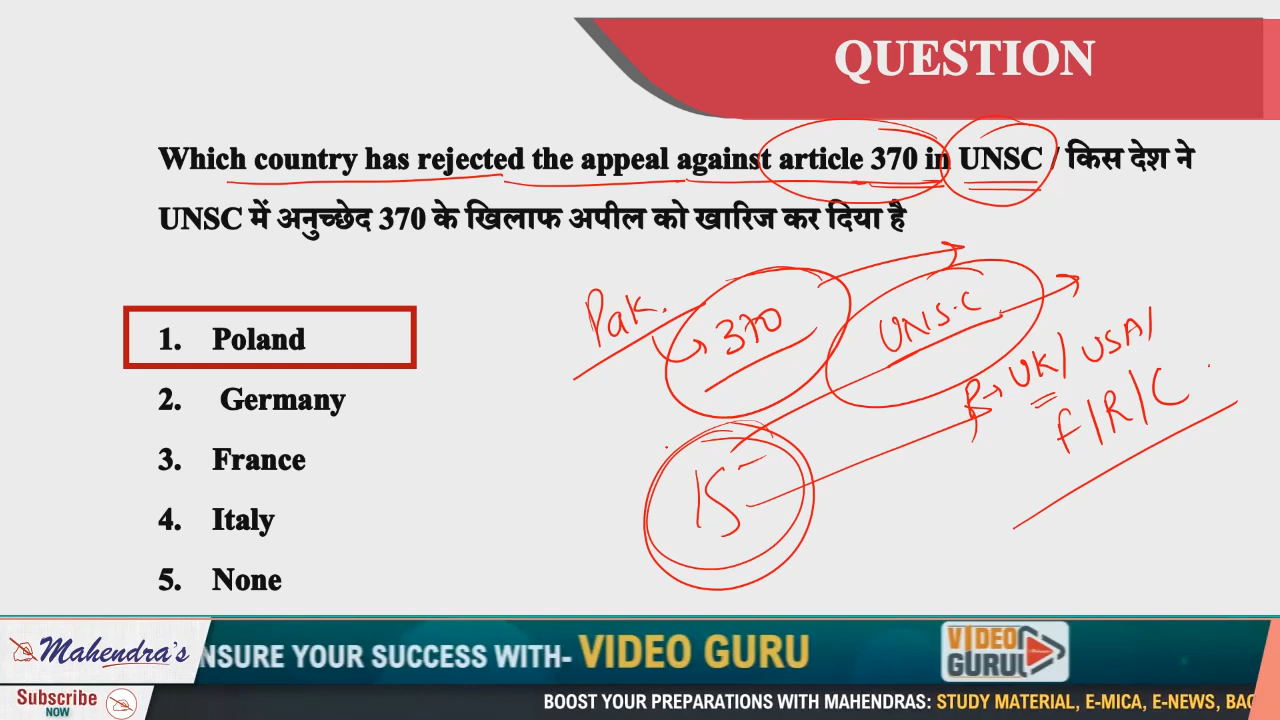 QUESTION
Which country has rejected the appeal against article 370 in UNSC / किस देश ने
UNSC में अनुच्छेद 370 के खिलाफ अपील को खारिज कर दिया है
Pak.
370
UNS.C
1. Poland
P→ UK/ USA/
F/R/C
2. Germany
3. France
15
4. Italy
5. None
Mahendra's
ENSURE YOUR SUCCESS WITH- VIDEO GURU
VIDEO
GURU
Subscribe
NOW
BOOST YOUR PREPARATIONS WITH MAHENDRAS: STUDY MATERIAL, E-MICA, E-NEWS, BAC